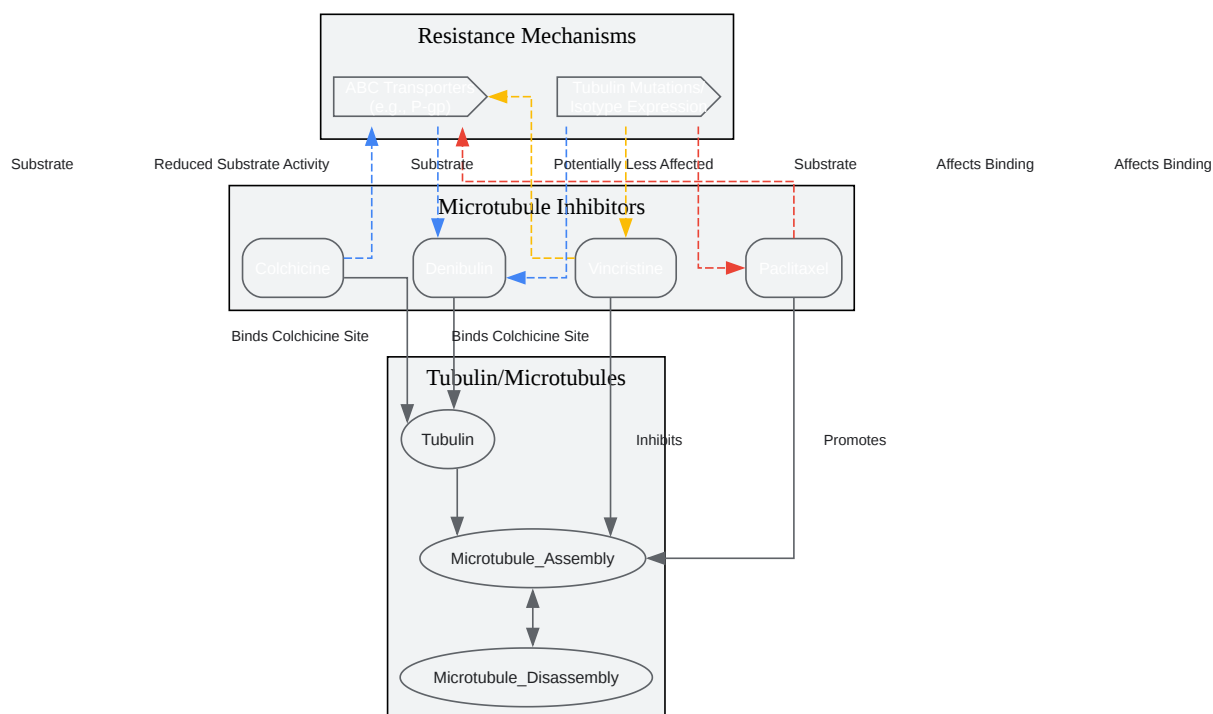 Resistance Mechanisms
ABC Transporters
(e.g., P-gp)
Tubulin Mutations/
Isotype Expression
Substrate
Reduced Substrate Activity
Substrate
Potentially Less Affected
Substrate
Affects Binding
Affects Binding
Microtubule Inhibitors
Colchicine
Denibulin
Vincristine
Paclitaxel
Binds Colchicine Site
Binds Colchicine Site
Tubulin/Microtubules
Tubulin
Inhibits
Promotes
Microtubule_Assembly
Microtubule_Disassembly